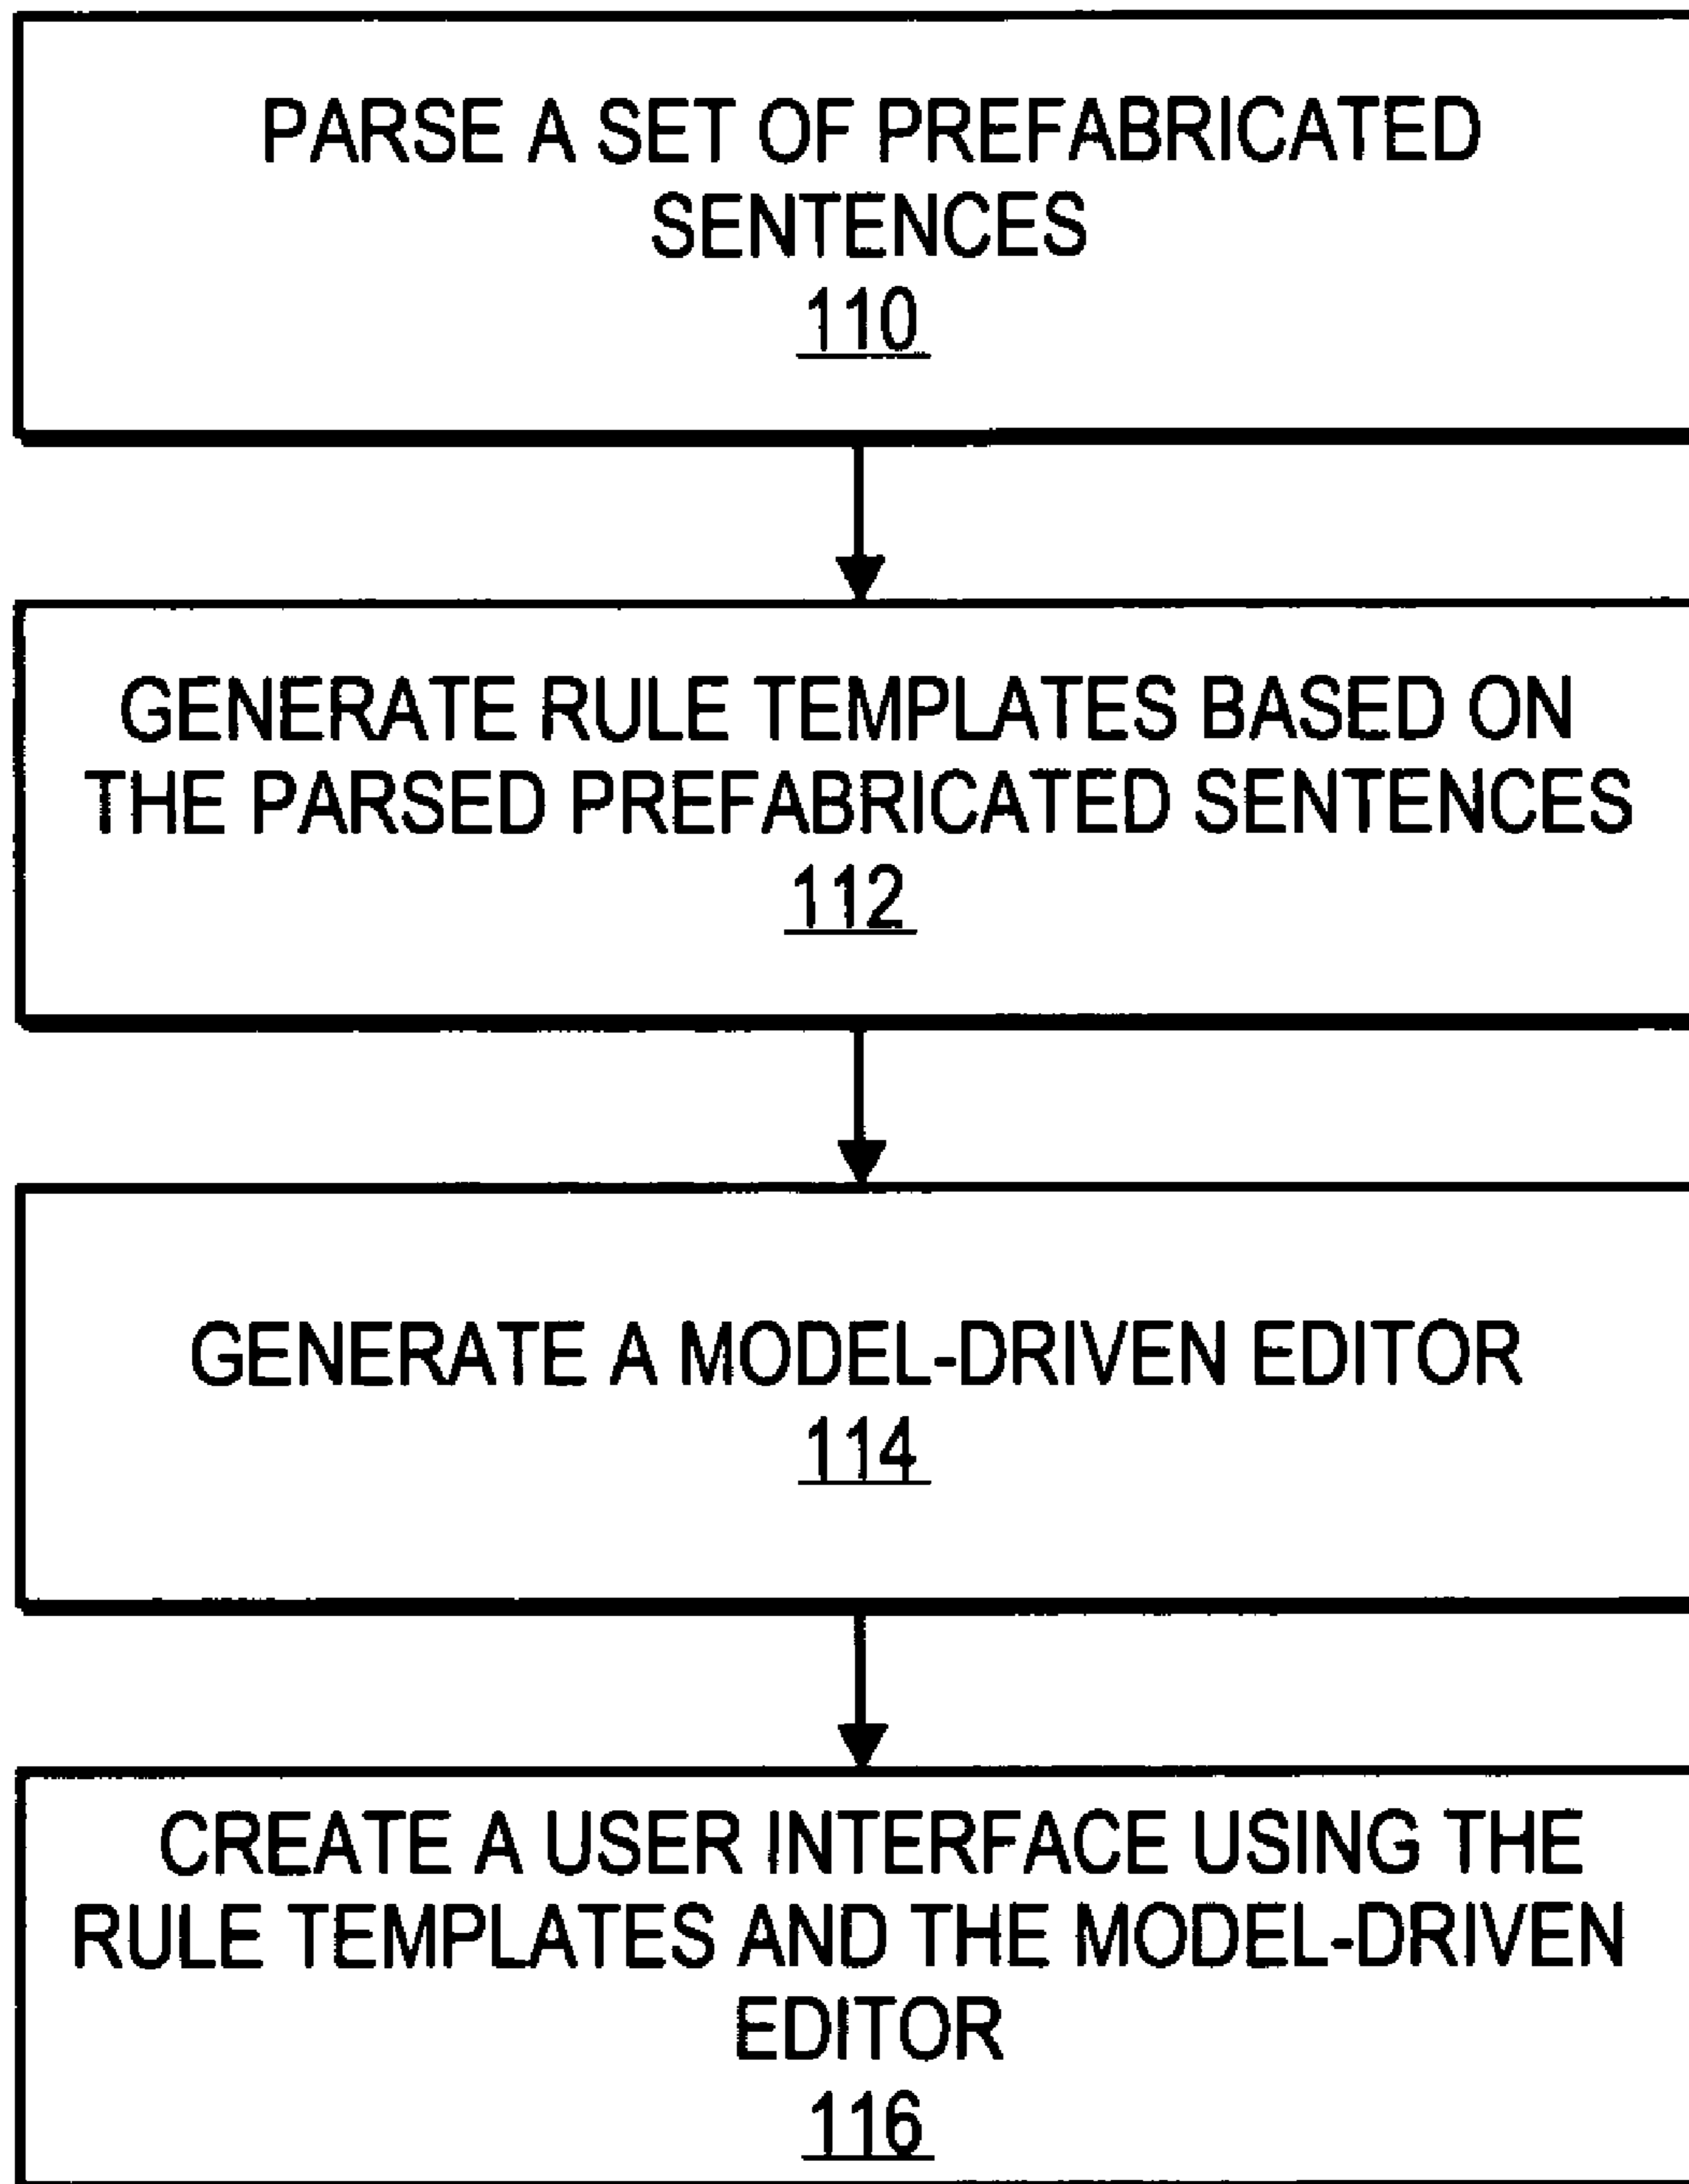 PARSE A SET OF PREFABRICATED
SENTENCES
110
GENERATE RULE TEMPLATES BASED ON
THE PARSED PREFABRICATED SENTENCES
112
GENERATE A MODEL-DRIVEN EDITOR
114
CREATE A USER INTERFACE USING THE
RULE TEMPLATES AND THE MODEL-DRIVEN
EDITOR
116